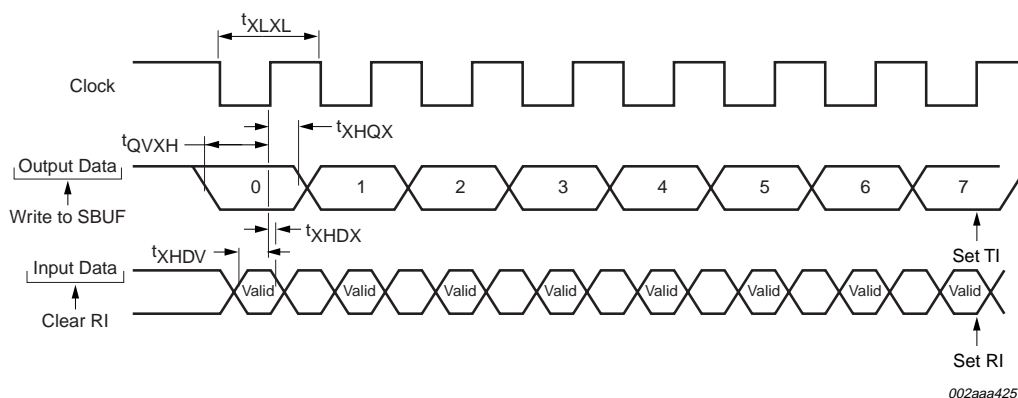 tXLXL
Clock
tQVXH
tXHQX
Output Data
0 1 2 3 4 5 6 7
Write to SBUF
tXHDX
Set TI
tXHDV
Input Data
Valid Valid Valid Valid Valid Valid Valid Valid
Clear RI
Set RI
002aaa425